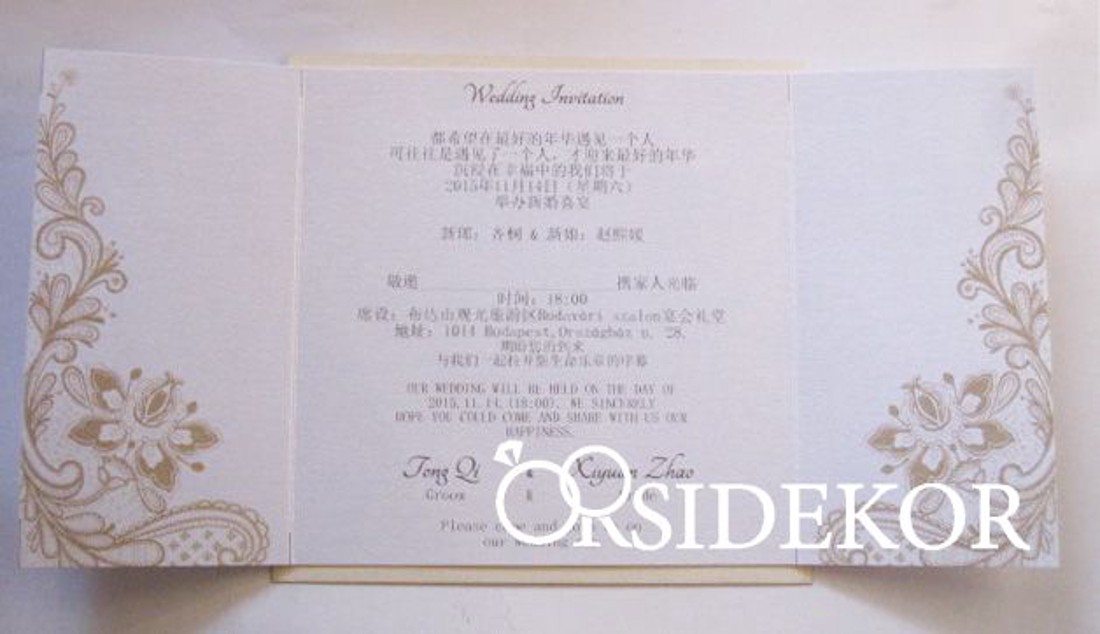 Wedding Invitation
都希望在最好的年华遇见一个人
可往往是遇见了一个人，才迎来最好的年华
沉浸在幸福中的我们将于
2015年11月14日（星期六）
举办新婚喜宴
新郎：齐桐 & 新娘：赵熙媛
敬邀 携家人光临
时间：18:00
席设：布达山观光旅游区Budavári szalon宴会礼堂
地址：1014 Budapest,Országház u. 28.
期盼您的到来
与我们一起拉开新生命乐章的序幕
OUR WEDDING WILL BE HELD ON THE DAY OF
2015.11.14.(18:00). WE SINCERELY
HOPE YOU COULD COME AND SHARE WITH US OUR
HAPPINESS.
Tong Qi & Xiyuan Zhao
Groom &
Please come and on
our wedding
ORSIDEKOR